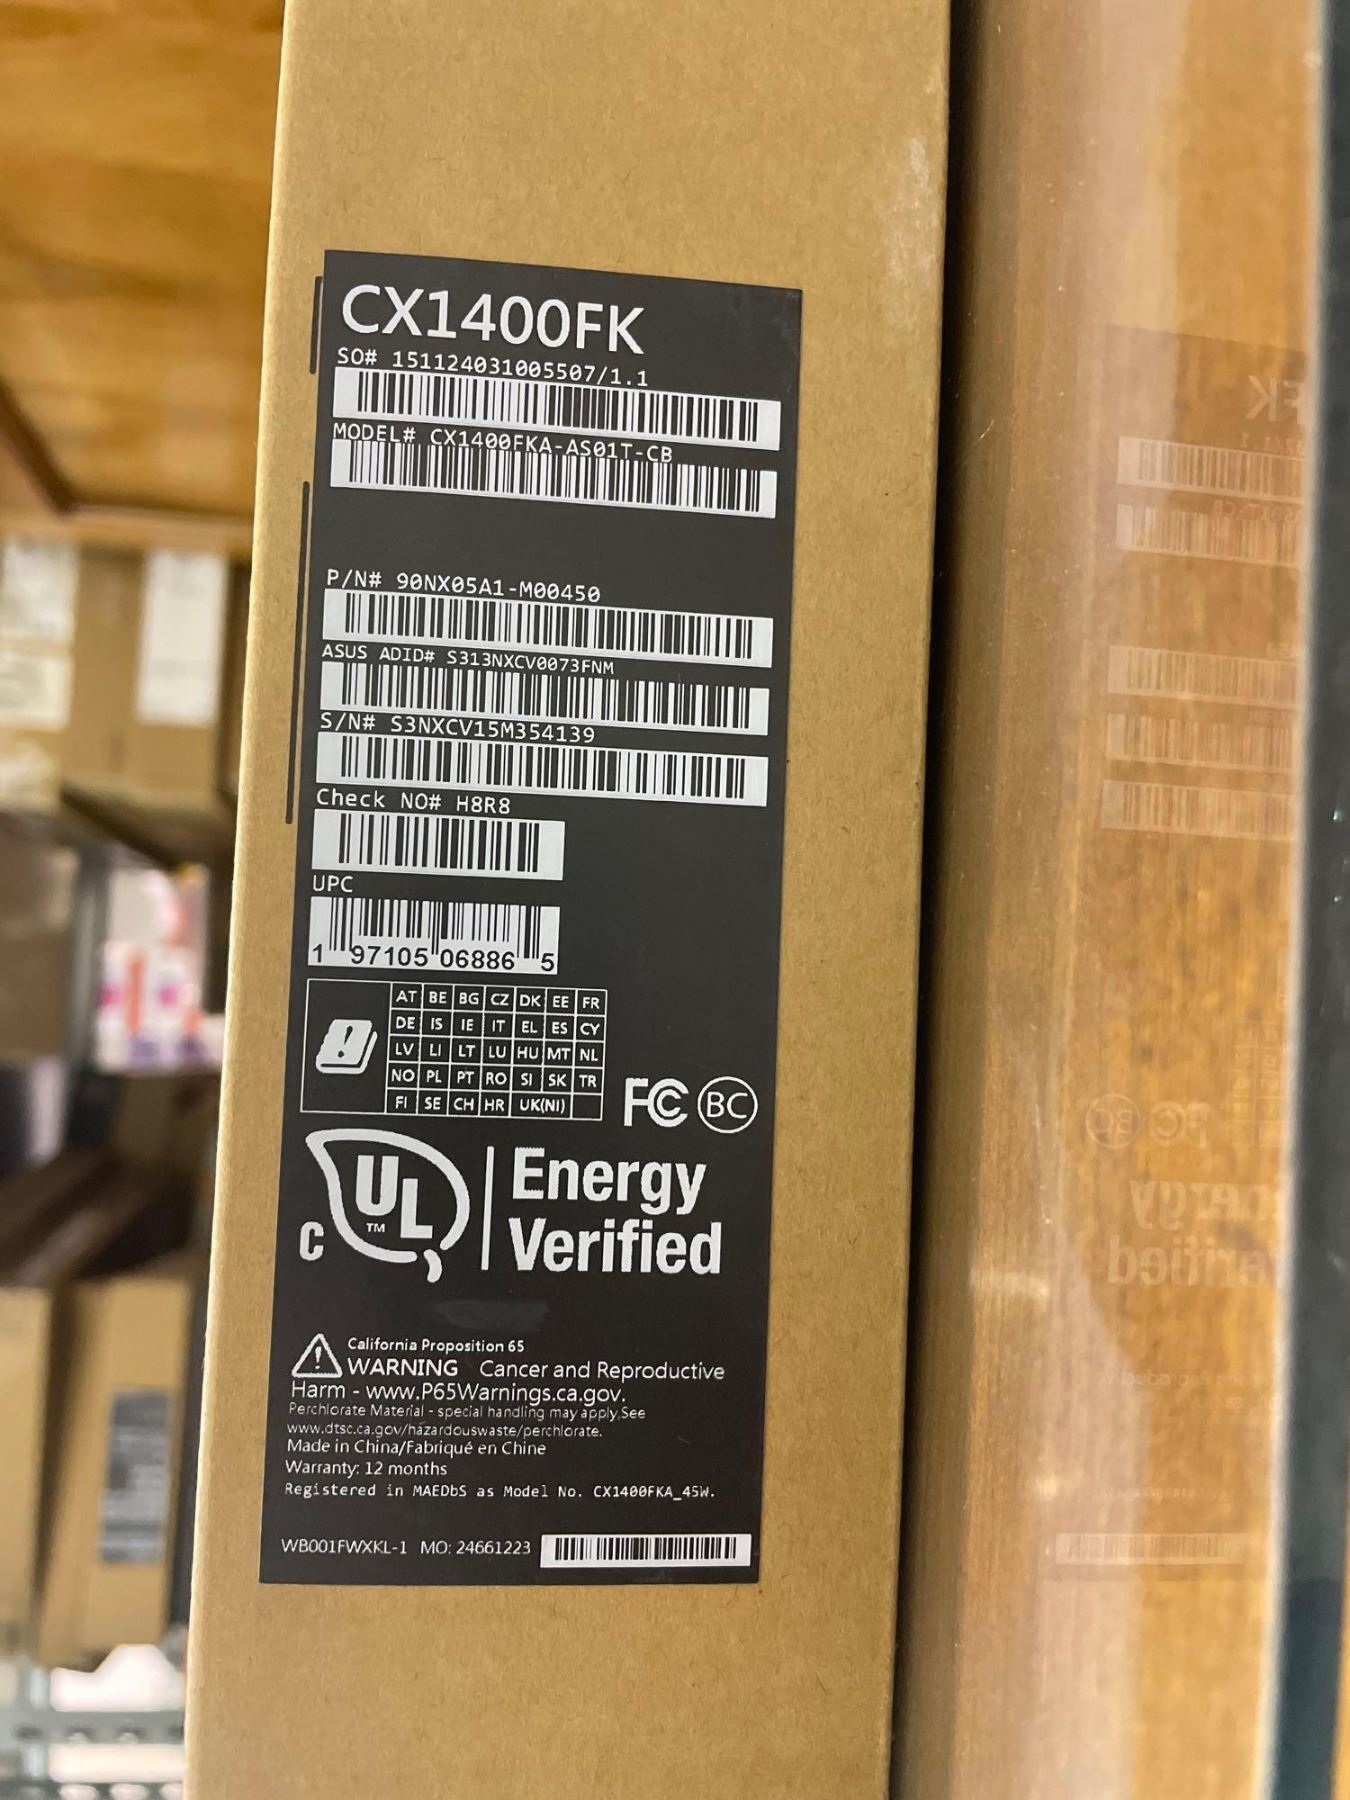 CX1400FK
SO# 151124031005507/1.1
MODEL# CX1400FKA-AS01T-CB
P/N# 90NX05A1-M00450
ASUS ADID# S313NXCV0073FNM
S/N# S3NXCV15M354139
Check NO# H8R8
UPC
1 97105 06886 5
AT BE BG CZ DK EE FR
DE IS IE IT EL ES CY
LV LI LT LU HU MT NL
NO PL PT RO SI SK TR
FI SE CH HR UK(NI)
FC BC
C UL TM Energy
Verified
California Proposition 65
WARNING Cancer and Reproductive
Harm - www.P65Warnings.ca.gov.
Perchlorate Material - special handling may apply,See
www.dtsc.ca.gov/hazardouswaste/perchlorate.
Made in China/Fabriqué en Chine
Warranty: 12 months
Registered in MAEDbS as Model No. CX1400FKA_45W.
WB001FWXKL-1 MO: 24661223